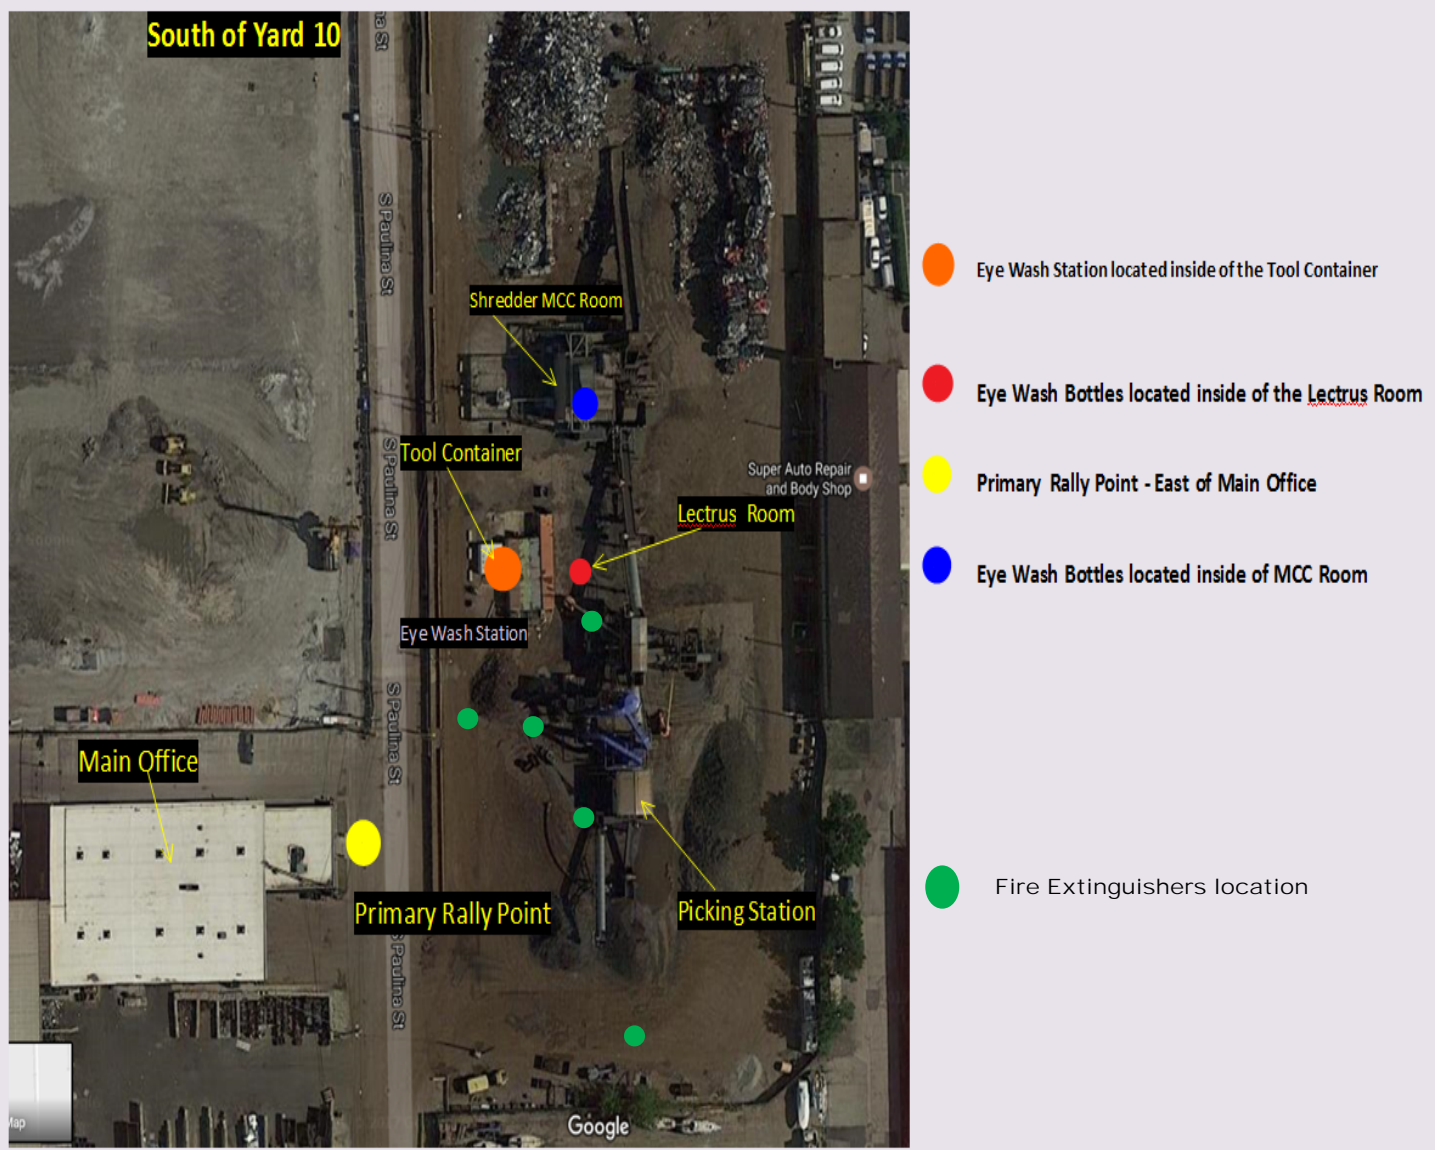 South of Yard 10
na St
S Paulina St
Shredder MCC Room
Eye Wash Station located inside of the Tool Container
Eye Wash Bottles located inside of the Lectrus Room
Tool Container
S Paulina St
Super Auto Repair
and Body Shop
Primary Rally Point - East of Main Office
Lectrus Room
Eye Wash Bottles located inside of MCC Room
Eye Wash Station
S Paulina St
Main Office
Fire Extinguishers location
Primary Rally Point
Picking Station
S Paulina St
Map
Google